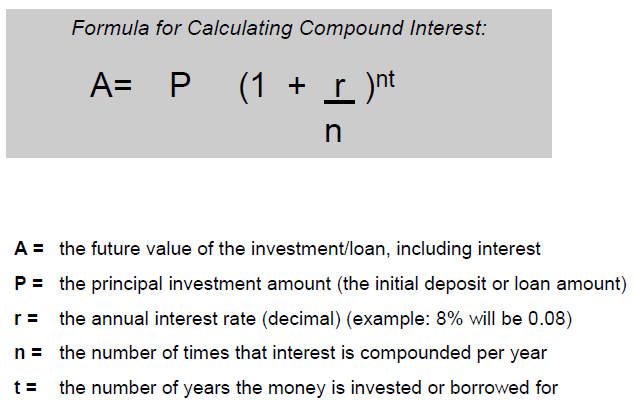 Formula for Calculating Compound Interest:
A= P (1 + r )nt
n
A = the future value of the investment/loan, including interest
P = the principal investment amount (the initial deposit or loan amount)
r = the annual interest rate (decimal) (example: 8% will be 0.08)
n = the number of times that interest is compounded per year
t = the number of years the money is invested or borrowed for